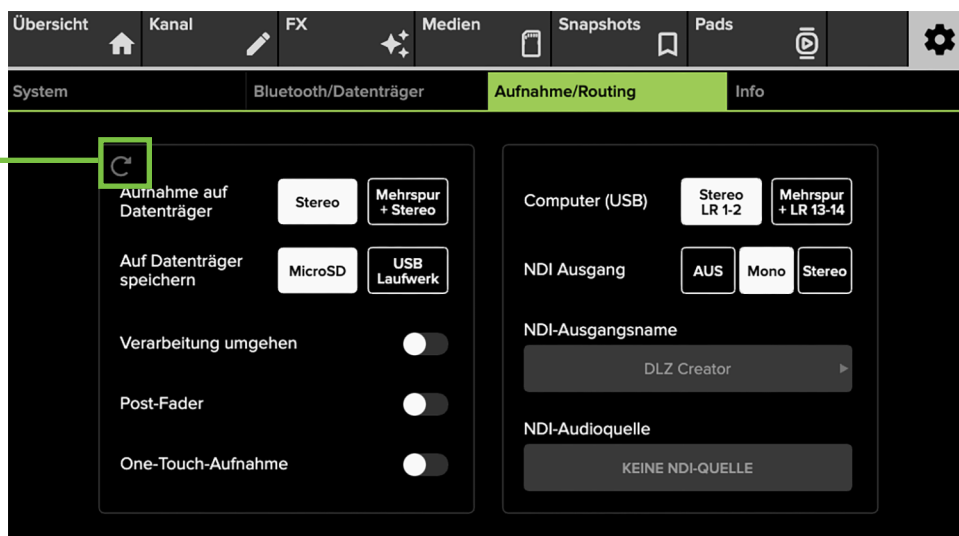 Übersicht
Kanal
FX
Medien
Snapshots
Pads
System
Bluetooth/Datenträger
Aufnahme/Routing
Info
Aufnahme auf
Datenträger
Stereo
Mehrspur
+ Stereo
Auf Datenträger
speichern
MicroSD
USB
Laufwerk
Verarbeitung umgehen
Post-Fader
One-Touch-Aufnahme
Computer (USB)
Stereo
LR 1-2
Mehrspur
+ LR 13-14
NDI Ausgang
AUS
Mono
Stereo
NDI-Ausgangsname
DLZ Creator
NDI-Audioquelle
KEINE NDI-QUELLE